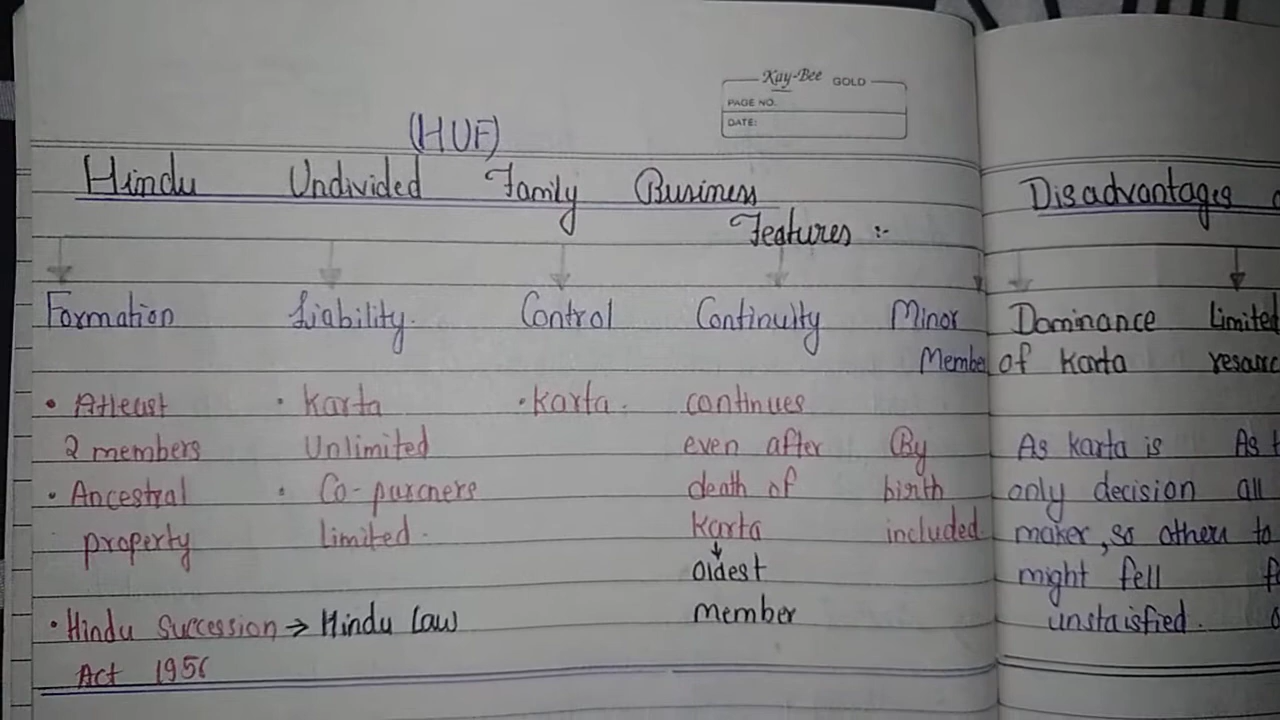 Kay-Bee GOLD
PAGE NO.
DATE:
(HUF)
Hindu Undivided Family Business
Features :-
Formation
Liability.
Control
Continuity
Minor
Member
• Atleast
2 members
• Ancestral
property
• Hindu Succession → Hindu Law
Act 1956
• Karta
Unlimited
• Co-parcners
limited.
• Karta.
continues
even after
death of
Karta
↓
oldest
member
By
birth
included
Disadvantages
Dominance
of Karta
Limited
As Karta is
only decision
maker, so others
might fell
unstaisfied.
As
all
to